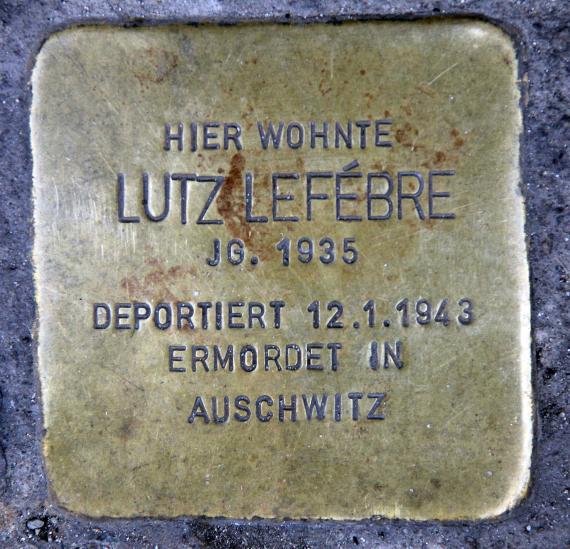 HIER WOHNTE
LUTZ LEFÉBRE
JG. 1935
DEPORTIERT 12.1.1943
ERMORDET IN
AUSCHWITZ